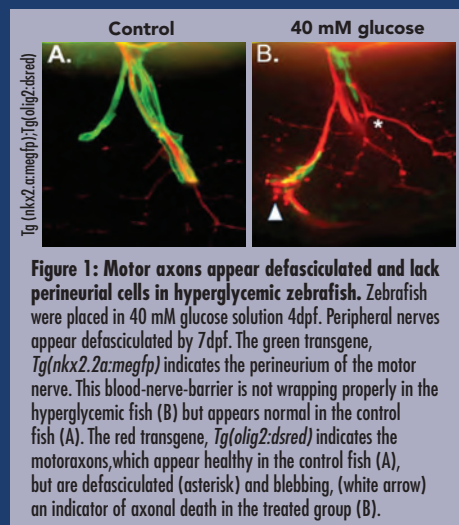 Control 40 mM glucose
A. B.
Tg (nkx2.a:megfp);Tg(olig2:dsred)
*
Figure 1: Motor axons appear defasciculated and lack
perineurial cells in hyperglycemic zebrafish. Zebrafish
were placed in 40 mM glucose solution 4dpf. Peripheral nerves
appear defasciculated by 7dpf. The green transgene,
Tg(nkx2.2a:megfp) indicates the perineurium of the motor
nerve. This blood-nerve-barrier is not wrapping properly in the
hyperglycemic fish (B) but appears normal in the control
fish (A). The red transgene, Tg(olig2:dsred) indicates the
motoraxons,which appear healthy in the control fish (A),
but are defasciculated (asterisk) and blebbing, (white arrow)
an indicator of axonal death in the treated group (B).